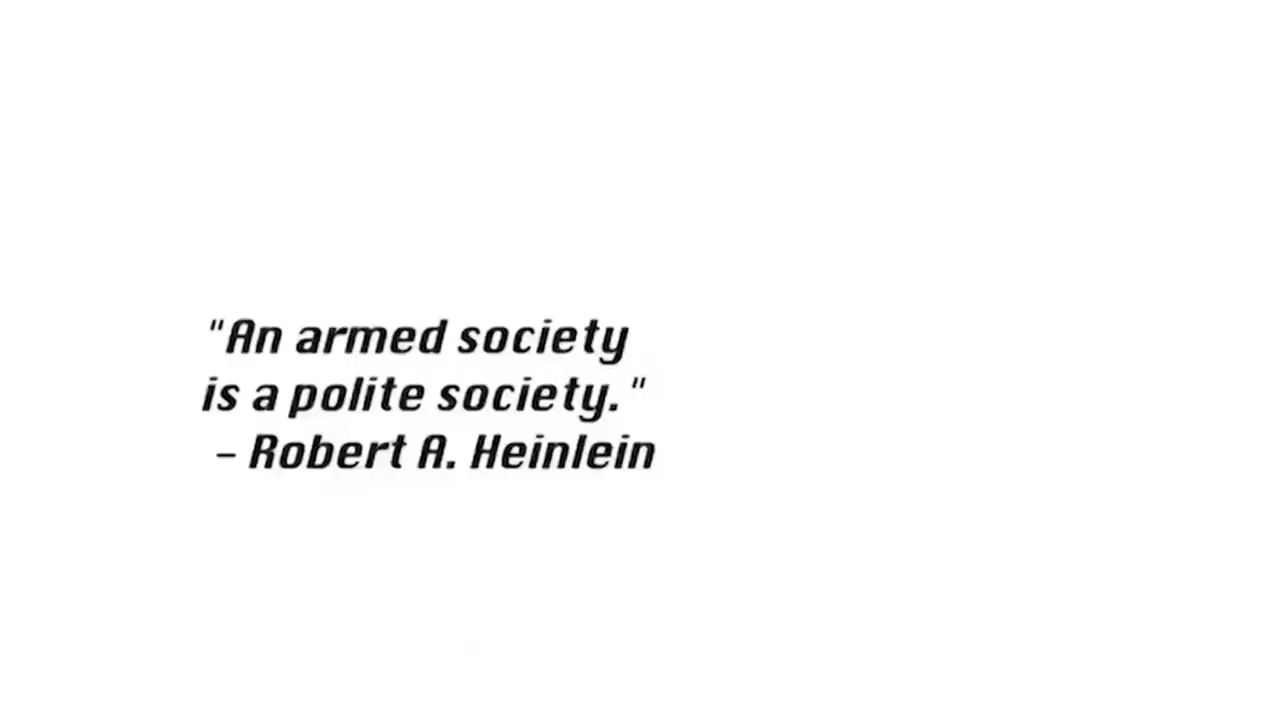 "An armed society
is a polite society."
– Robert A. Heinlein